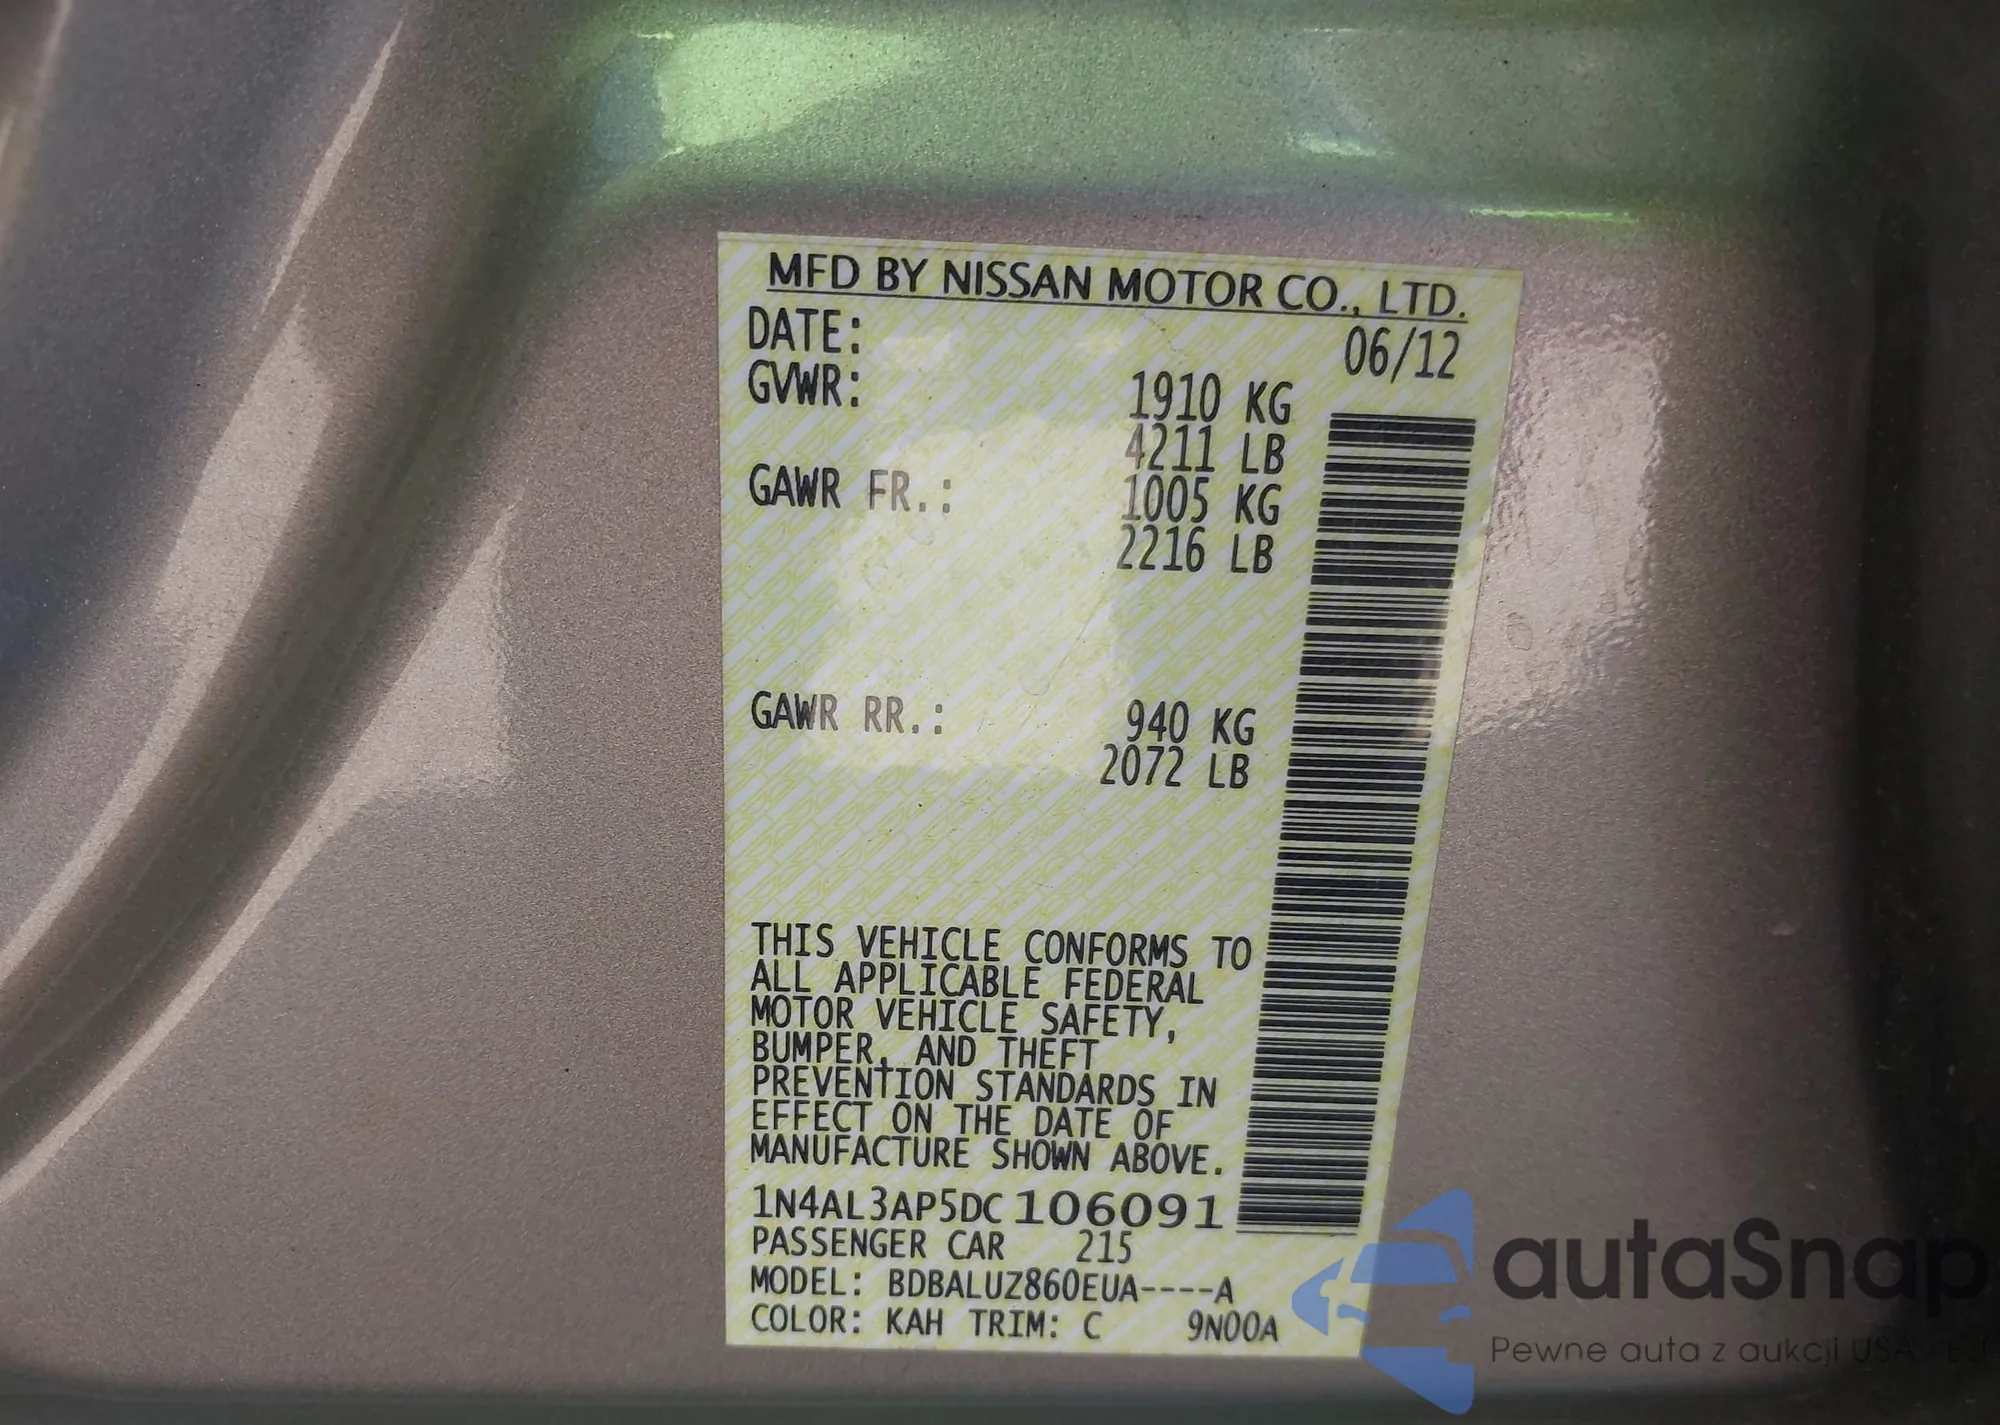 MFD BY NISSAN MOTOR CO., LTD.
DATE: 06/12
GVWR: 1910 KG
4211 LB
GAWR FR.: 1005 KG
2216 LB
GAWR RR.: 940 KG
2072 LB
THIS VEHICLE CONFORMS TO
ALL APPLICABLE FEDERAL
MOTOR VEHICLE SAFETY,
BUMPER, AND THEFT
PREVENTION STANDARDS IN
EFFECT ON THE DATE OF
MANUFACTURE SHOWN ABOVE.
1N4AL3AP5DC106091
PASSENGER CAR 215
MODEL: BDBALUZ860EUA----A
COLOR: KAH TRIM: C 9N00A
autaSnap
Pewne auta z aukcji USA / EU